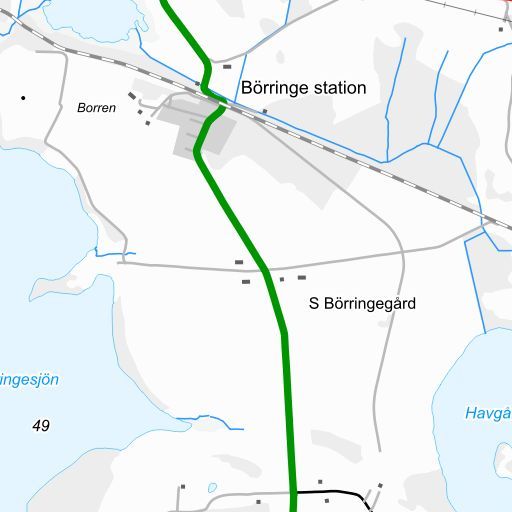 Börringe station
Borren
S Börringegård
ingesjön
Havgå
49